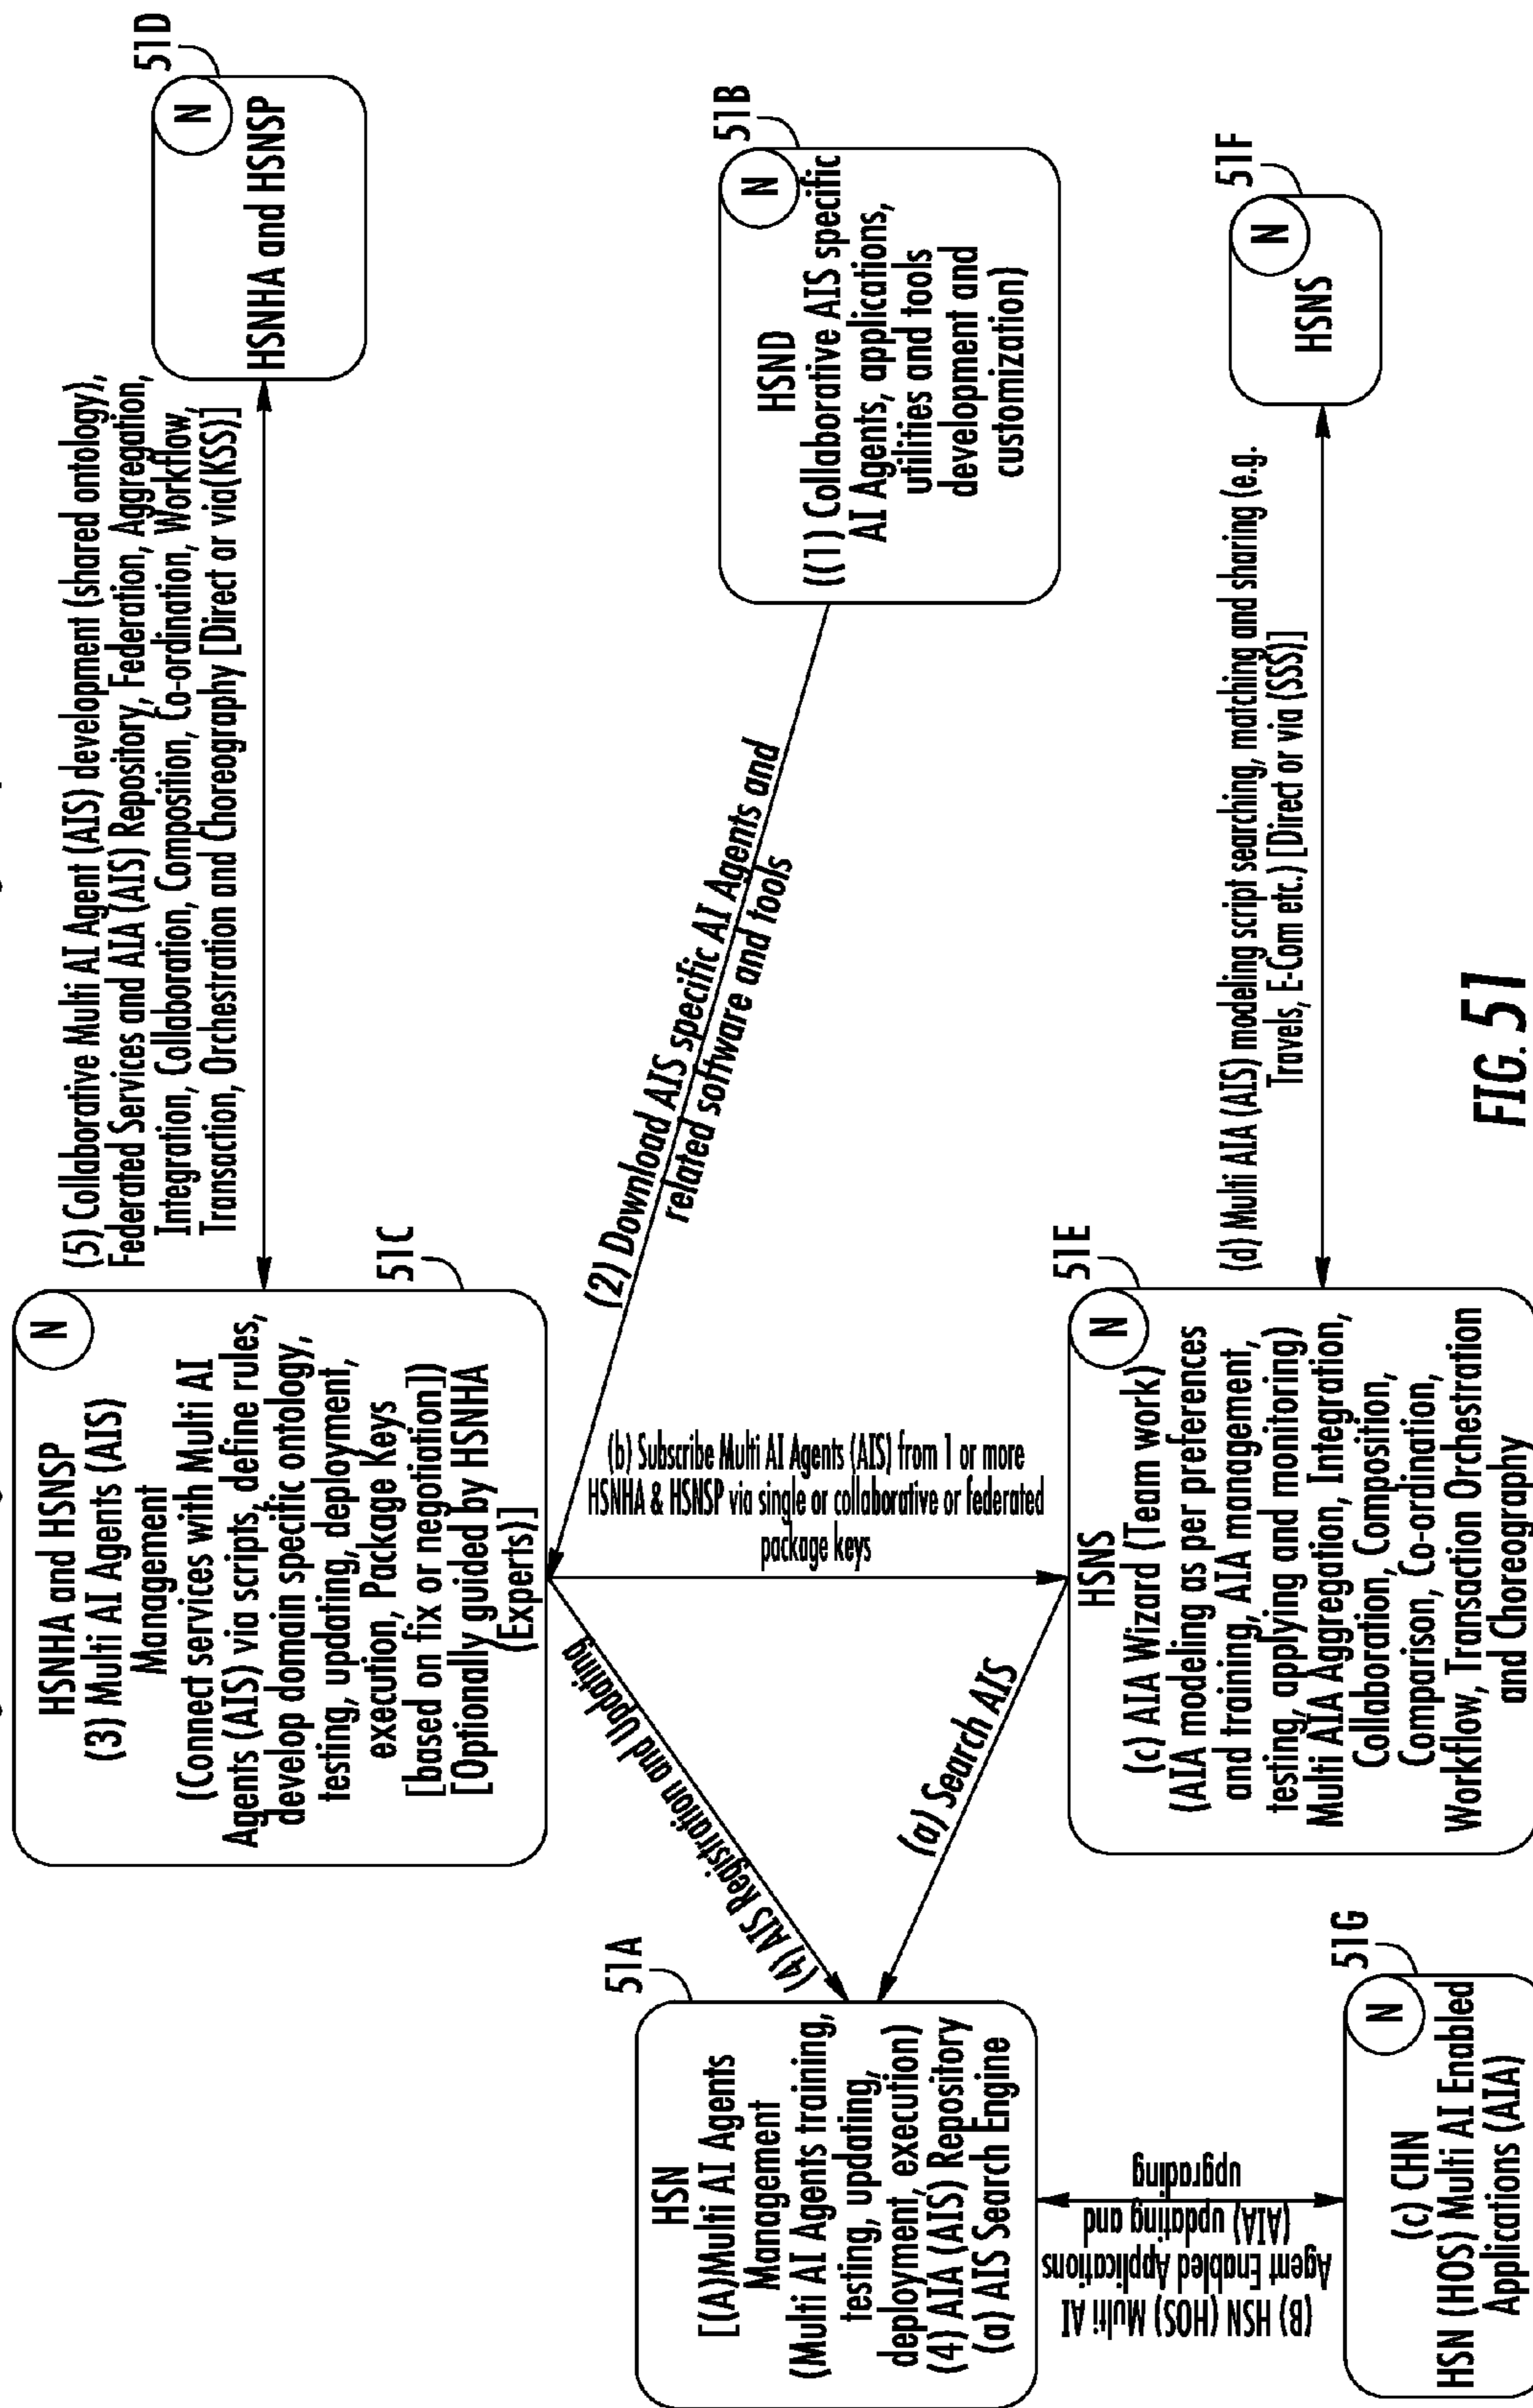 51C
N
HSNHA and HSNSP
(3) Multi AI Agents (AIS)
Management
(Connect services with Multi AI
Agents (AIS) via scripts, define rules,
develop domain specific ontology,
testing, updating, deployment,
execution, Package Keys
[based on fix or negotiation])
[Optionally guided by HSNHA
(Experts)]
(5) Collaborative Multi AI Agent (AIS) development (shared ontology),
Federated Services and AIA (AIS) Repository, Federation, Aggregation,
Integration, Collaboration, Composition, Co-ordination, Workflow,
Transaction, Orchestration and Choreography [Direct or via(KSS)]
51D
N
HSNHA and HSNSP
51A
HSN
[(A)Multi AI Agents
Management
(Multi AI Agents training,
testing, updating,
deployment, execution)
(4) AIA (AIS) Repository
(a) AIS Search Engine
(4) AIS Registration and Updating
(a) Search AIS
(b) Subscribe Multi AI Agents (AIS) from 1 or more
HSNHA & HSNSP via single or collaborative or federated
package keys
(2) Download AIS specific AI Agents and
related software and tools
51B
N
HSND
((1) Collaborative AIS specific
AI Agents, applications,
utilities and tools
development and
customization)
(B) HSN (HOS) Multi AI
Agent Enabled Applications
(AIA) updating and
upgrading
51G
N
(c) CHN
HSN (HOS) Multi AI Enabled
Applications (AIA)
51E
N
HSNS
(c) AIA Wizard (Team work)
(AIA modeling as per preferences
and training, AIA management,
testing, applying and monitoring)
Multi AIA Aggregation, Integration,
Collaboration, Composition,
Comparison, Co-ordination,
Workflow, Transaction Orchestration
and Choreography
(d) Multi AIA (AIS) modeling script searching, matching and sharing (e.g.
Travels, E-Com etc.) [Direct or via (SSS)]
51F
N
HSNS
FIG. 51